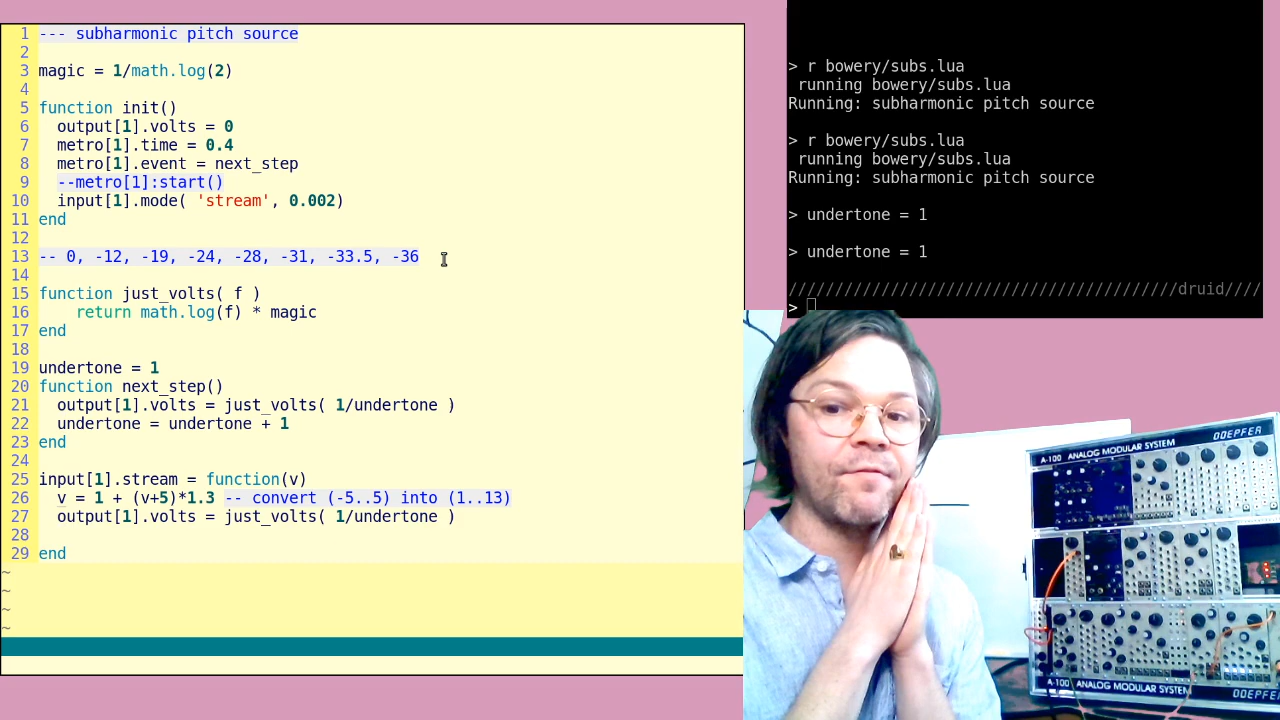 1 --- subharmonic pitch source
2
3 magic = 1/math.log(2)
4
5 function init()
6   output[1].volts = 0
7   metro[1].time = 0.4
8   metro[1].event = next_step
9   --metro[1]:start()
10   input[1].mode( 'stream', 0.002)
11 end
12
13 -- 0, -12, -19, -24, -28, -31, -33.5, -36
14
15 function just_volts( f )
16     return math.log(f) * magic
17 end
18
19 undertone = 1
20 function next_step()
21   output[1].volts = just_volts( 1/undertone )
22   undertone = undertone + 1
23 end
24
25 input[1].stream = function(v)
26   v = 1 + (v+5)*1.3 -- convert (-5..5) into (1..13)
27   output[1].volts = just_volts( 1/undertone )
28
29 end
~
~
~
~
> r bowery/subs.lua
 running bowery/subs.lua
Running: subharmonic pitch source
> r bowery/subs.lua
 running bowery/subs.lua
Running: subharmonic pitch source
> undertone = 1
> undertone = 1
//////////////////////////////////////////druid////
>
A-100 ANALOG MODULAR SYSTEM DOEPFER
A-100 ANALOG MODULAR SYSTEM DOEPFER